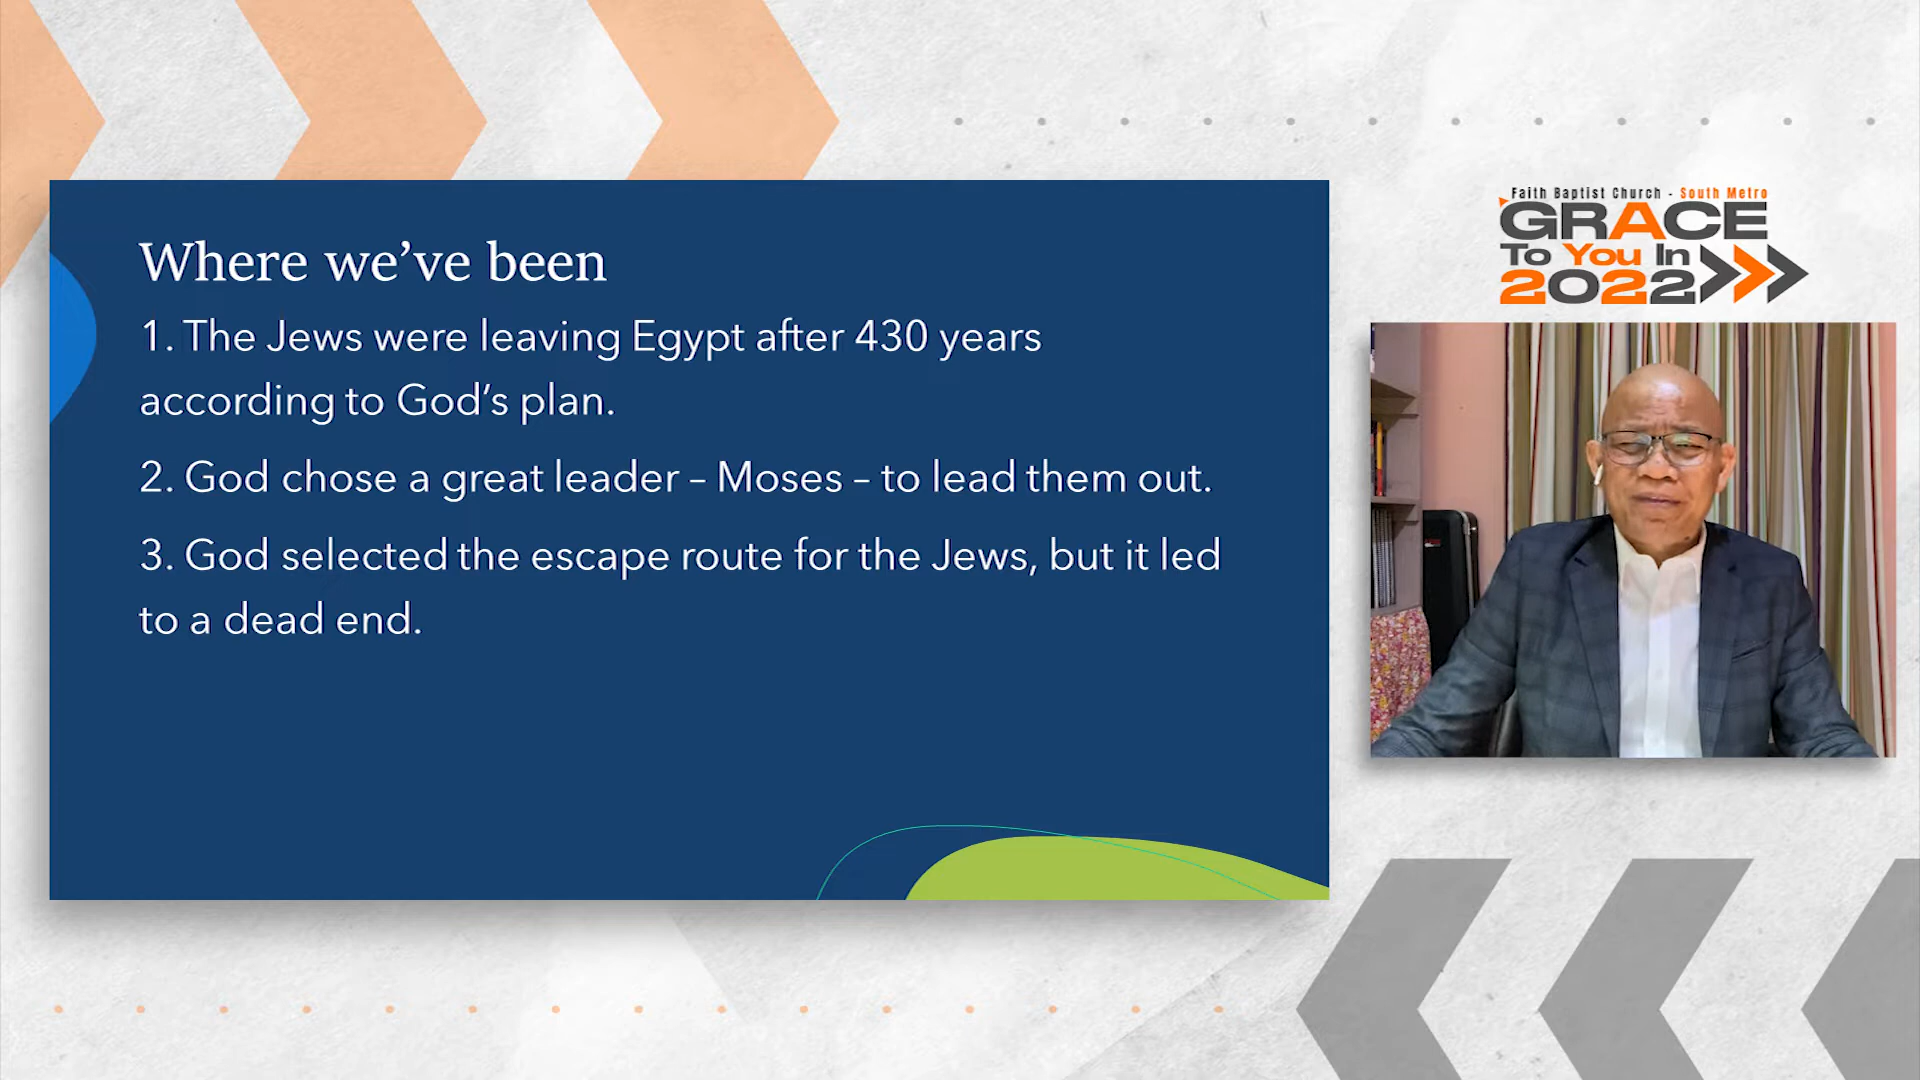 Where we’ve been
1. The Jews were leaving Egypt after 430 years
according to God’s plan.
2. God chose a great leader – Moses – to lead them out.
3. God selected the escape route for the Jews, but it led
to a dead end.
Faith Baptist Church - South Metro
GRACE
To You In
2022